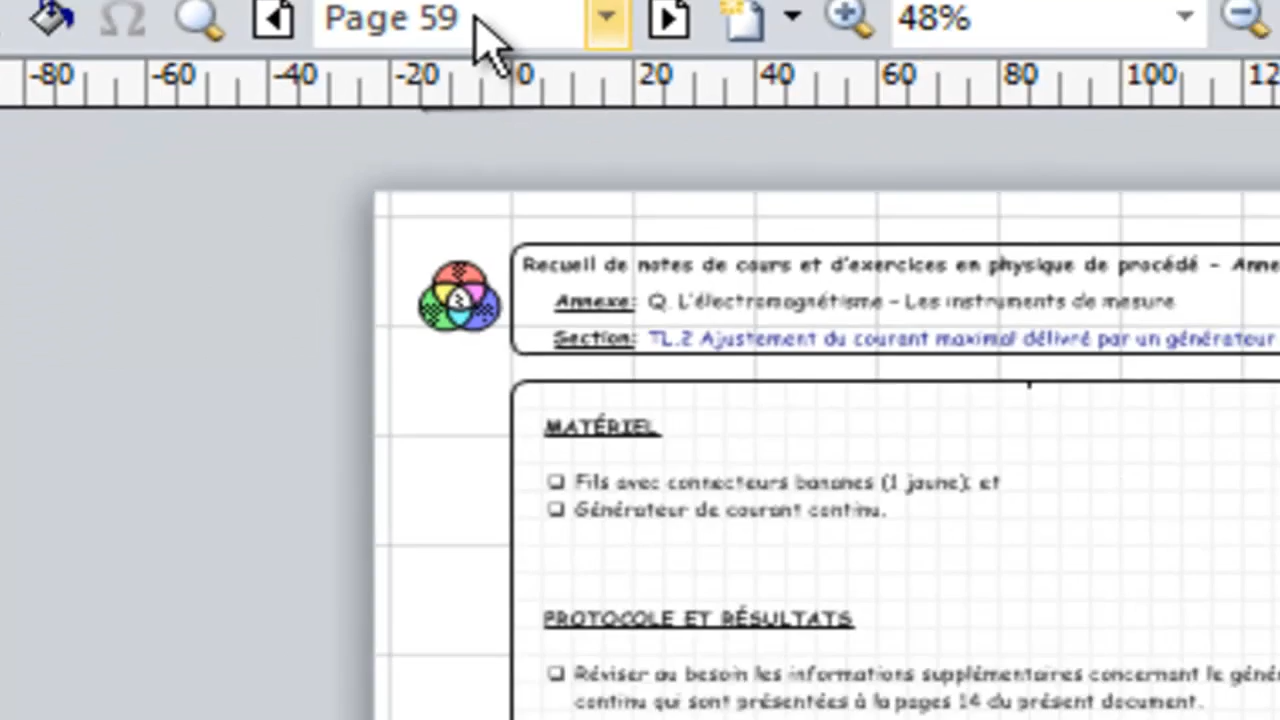 Page 59
48%
-80 -60 -40 -20 0 20 40 60 80 100 12
Recueil de notes de cours et d'exercices en physique de procédé - Anne
Annexe: Q. L'électromagnétisme - Les instruments de mesure
Section: TL.2 Ajustement du courant maximal délivré par un générateur
MATÉRIEL
❑ Fils avec connecteurs bananes (1 jaune); et
❑ Générateur de courant continu.
PROTOCOLE ET RÉSULTATS
❑ Réviser au besoin les informations supplémentaires concernant le géné
continu qui sont présentées à la pages 14 du présent document.